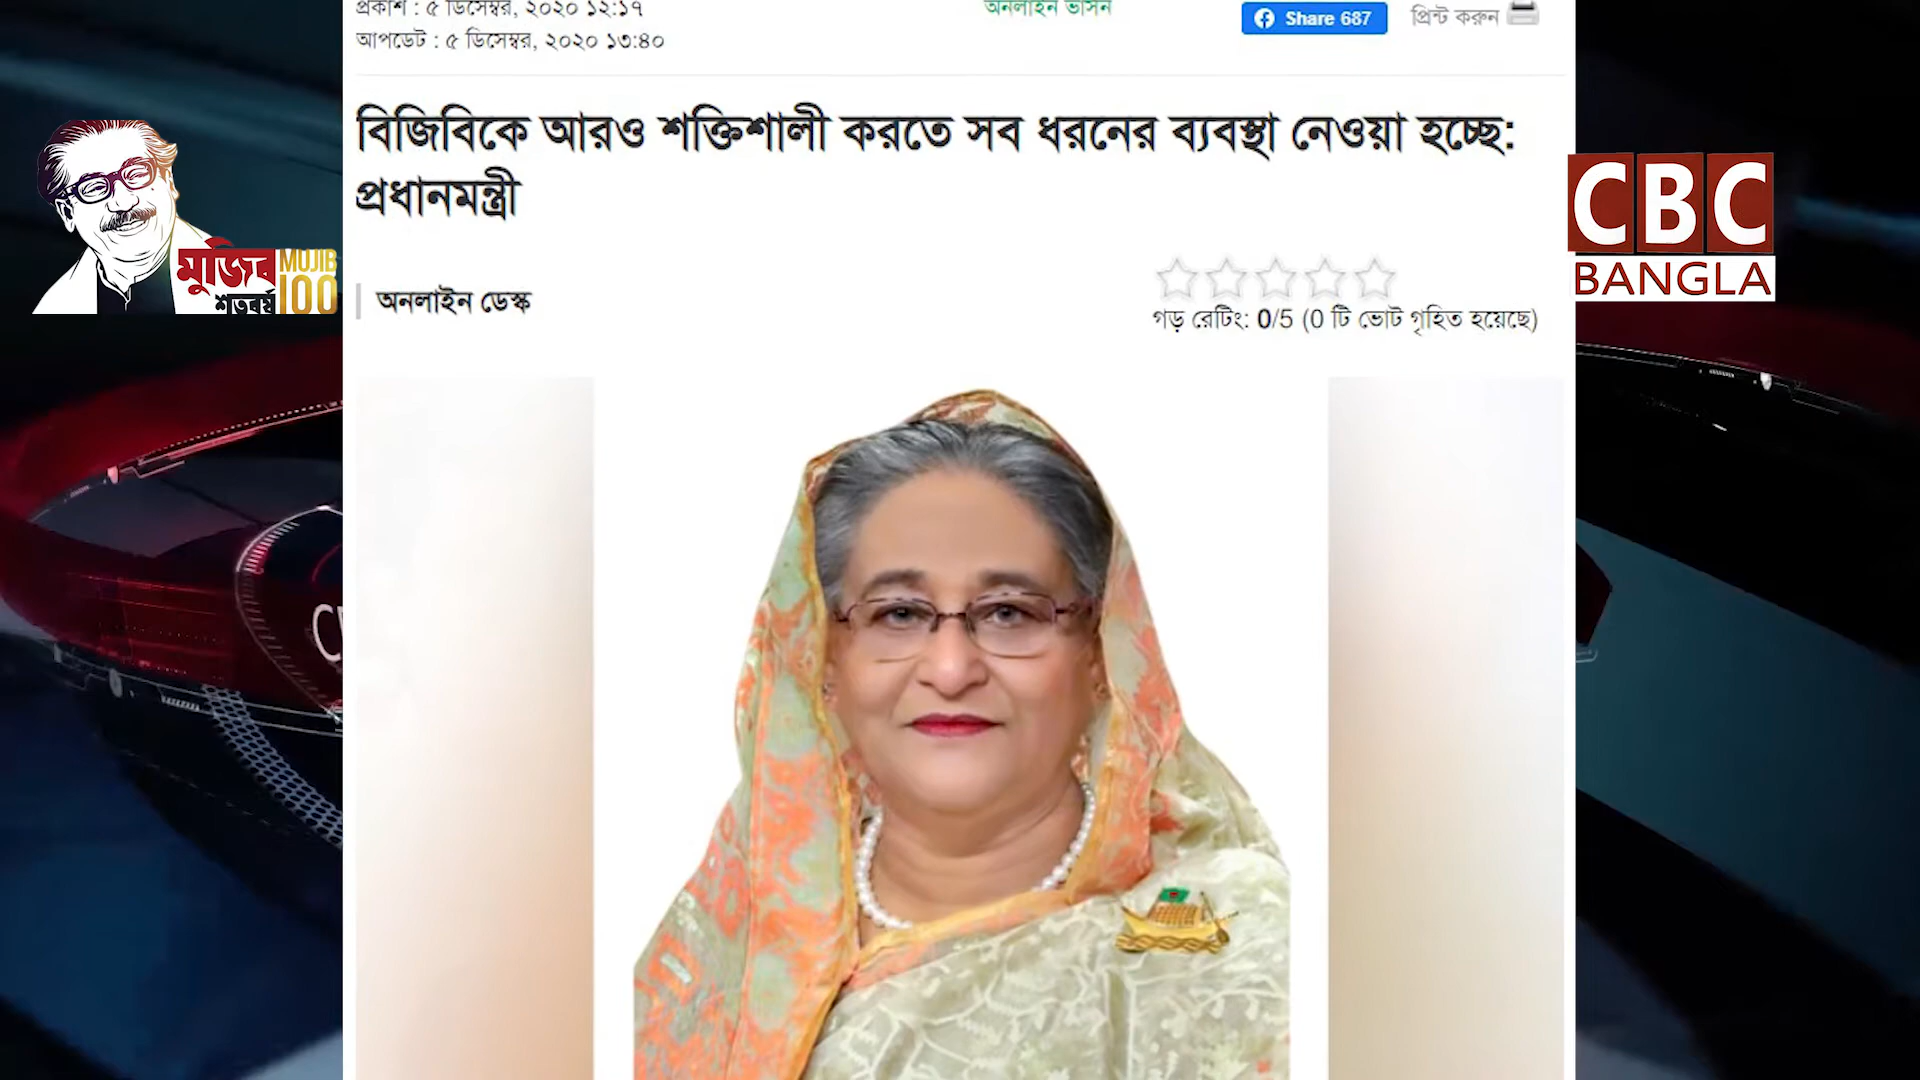 প্রকাশ : ৫ ডিসেম্বর, ২০২০ ১২:১৭
আপডেট : ৫ ডিসেম্বর, ২০২০ ১৩:৪০
অনলাইন ভার্সন
Share 687
প্রিন্ট করুন
বিজিবিকে আরও শক্তিশালী করতে সব ধরনের ব্যবস্থা নেওয়া হচ্ছে:
প্রধানমন্ত্রী
অনলাইন ডেস্ক
গড় রেটিং: 0/5 (0 টি ভোট গৃহিত হয়েছে)
মুজিব
শতবর্ষ
MUJIB
100
CBC
BANGLA